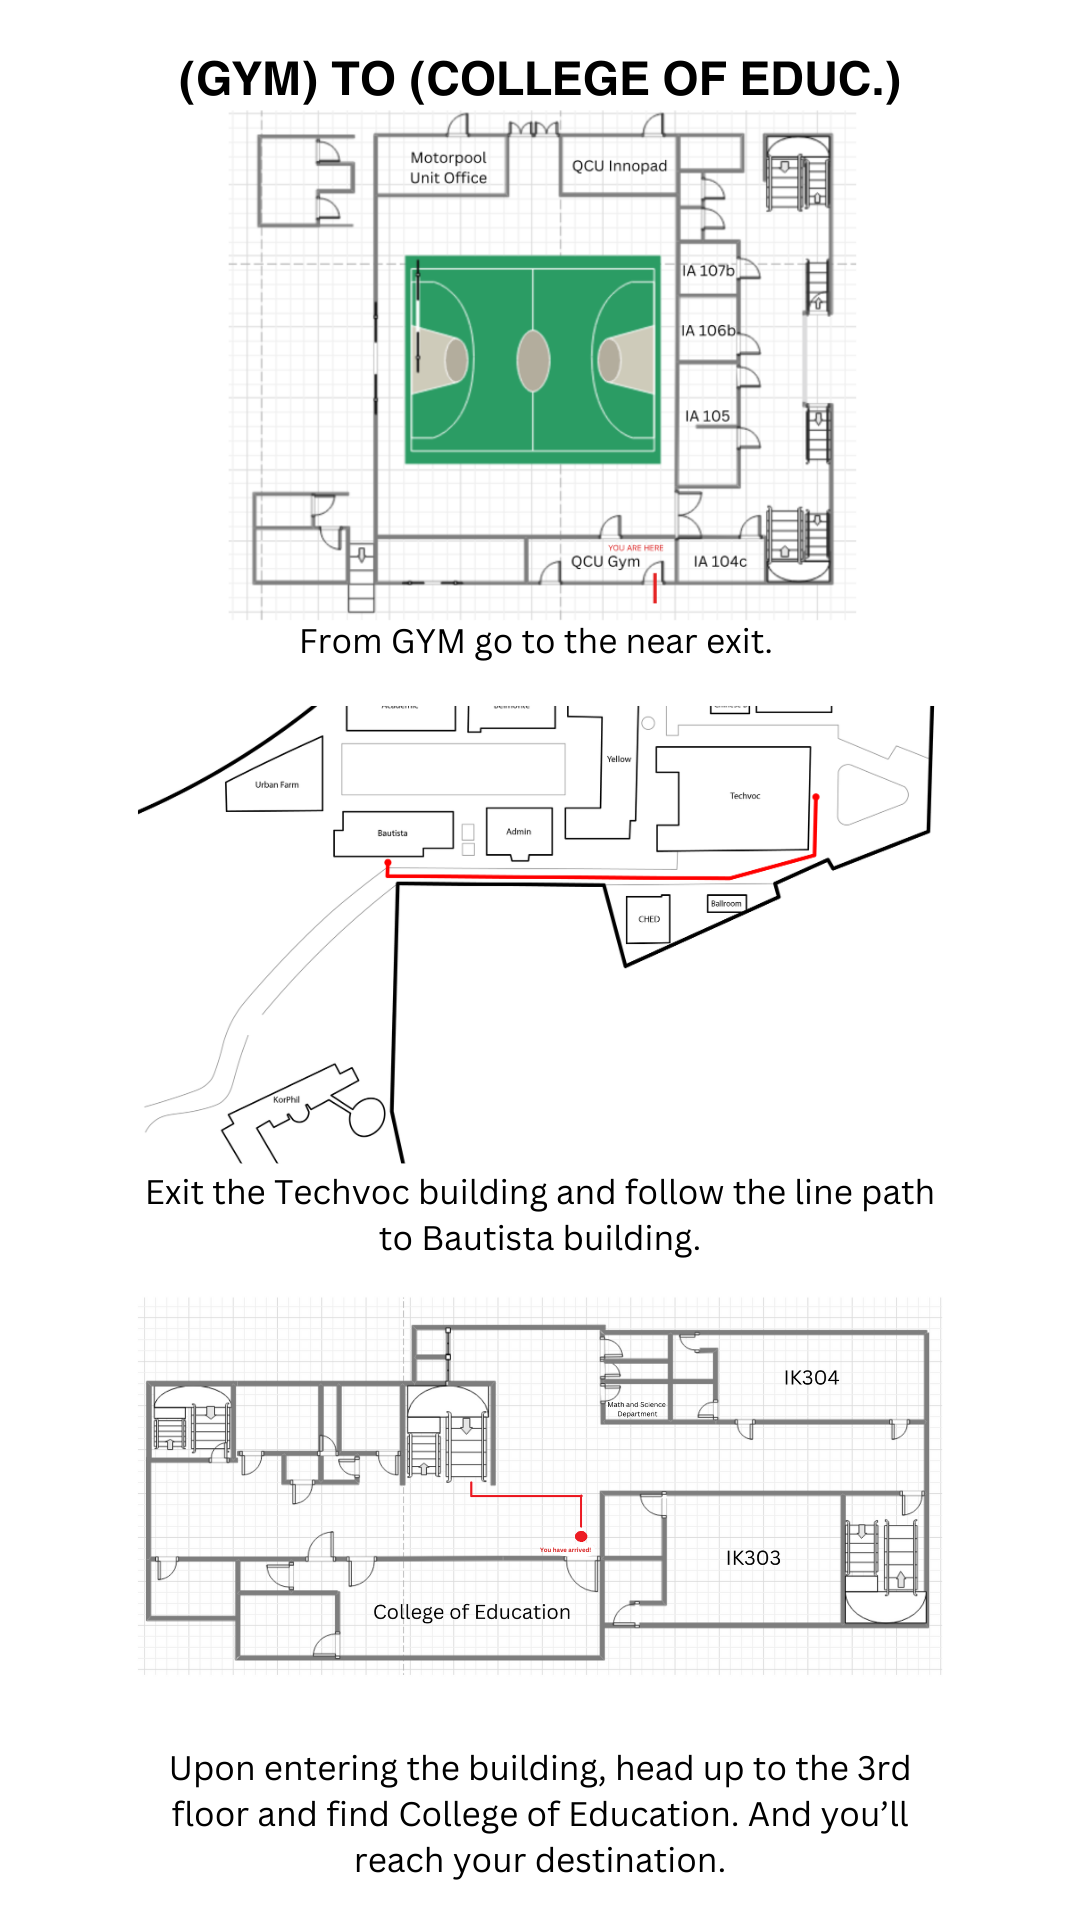 (GYM) TO (COLLEGE OF EDUC.)
Motorpool
Unit Office
QCU Innopad
IA 107b
IA 106b
IA 105
YOU ARE HERE
QCU Gym
IA 104c
From GYM go to the near exit.
Academic
Belmonte
Yellow
Urban Farm
Techvoc
Bautista
Admin
CHED
Ballroom
KorPhil
Exit the Techvoc building and follow the line path
to Bautista building.
IK304
Math and Science
Department
You have arrived!
IK303
College of Education
Upon entering the building, head up to the 3rd
floor and find College of Education. And you’ll
reach your destination.